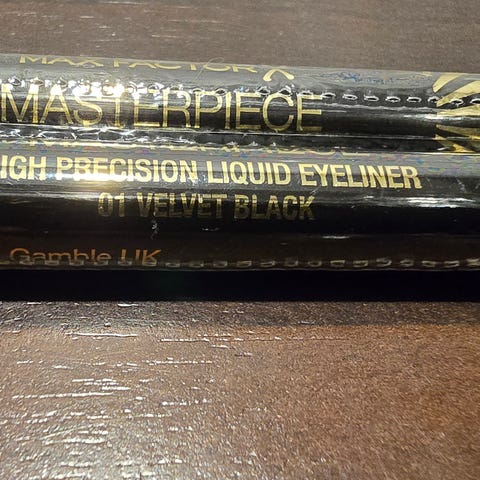 MAX FACTOR X
MASTERPIECE
IGH PRECISION LIQUID EYELINER
01 VELVET BLACK
Gamble UK